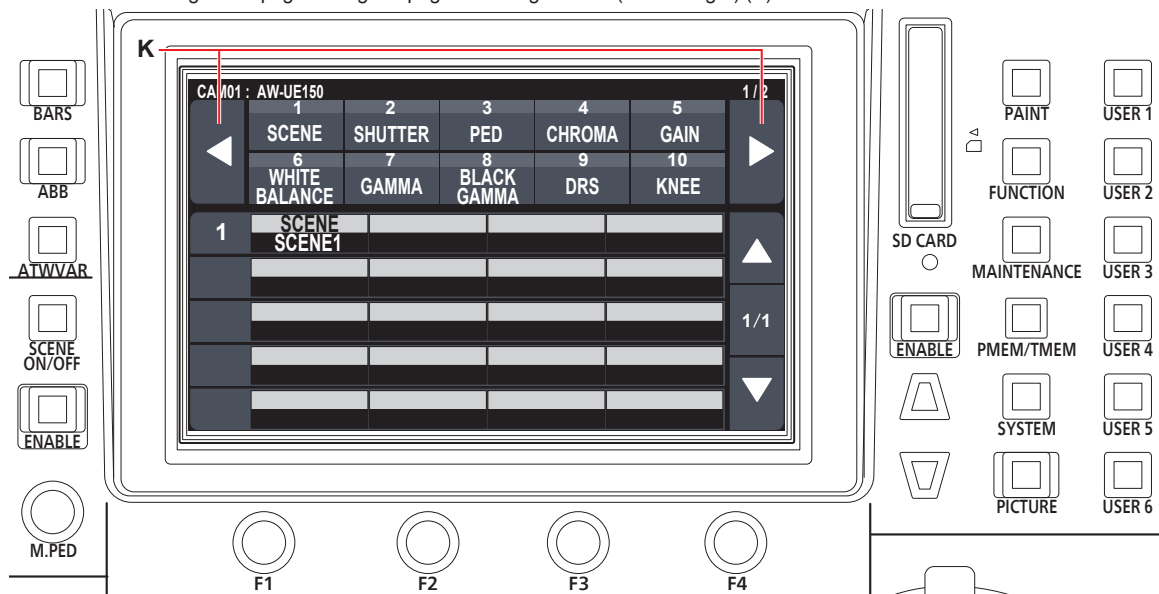 K
CAM01 : AW-UE150 1 / 2
1 2 3 4 5
SCENE SHUTTER PED CHROMA GAIN
6 7 8 9 10
WHITE BALANCE GAMMA BLACK GAMMA DRS KNEE
1 SCENE
SCENE1
1/1
BARS
ABB
ATWVAR
SCENE
ON/OFF
ENABLE
M.PED
F1 F2 F3 F4
SD CARD
ENABLE
PAINT USER 1
FUNCTION USER 2
MAINTENANCE USER 3
PMEM/TMEM USER 4
SYSTEM USER 5
PICTURE USER 6